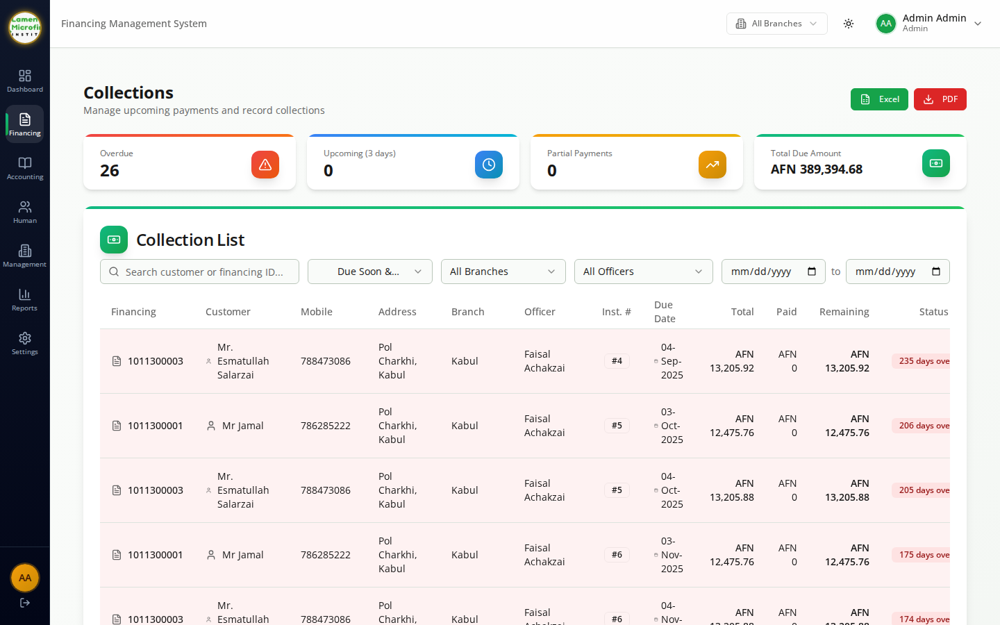 Lamen
Microfi
INSTIT
Financing Management System
All Branches
AA
Admin Admin
Admin
Dashboard
Financing
Accounting
Human
Management
Reports
Settings
AA
Collections
Manage upcoming payments and record collections
Excel
PDF
Overdue
26
Upcoming (3 days)
0
Partial Payments
0
Total Due Amount
AFN 389,394.68
Collection List
Search customer or financing ID...
Due Soon &...
All Branches
All Officers
mm/dd/yyyy
to
mm/dd/yyyy
Financing
Customer
Mobile
Address
Branch
Officer
Inst. #
Due
Date
Total
Paid
Remaining
Status
1011300003
Mr.
Esmatullah
Salarzai
788473086
Pol
Charkhi,
Kabul
Kabul
Faisal
Achakzai
#4
04-
Sep-
2025
AFN
13,205.92
AFN
0
AFN
13,205.92
235 days ove
1011300001
Mr Jamal
786285222
Pol
Charkhi,
Kabul
Kabul
Faisal
Achakzai
#5
03-
Oct-
2025
AFN
12,475.76
AFN
0
AFN
12,475.76
206 days ove
1011300003
Mr.
Esmatullah
Salarzai
788473086
Pol
Charkhi,
Kabul
Kabul
Faisal
Achakzai
#5
04-
Oct-
2025
AFN
13,205.88
AFN
0
AFN
13,205.88
205 days ove
1011300001
Mr Jamal
786285222
Pol
Charkhi,
Kabul
Kabul
Faisal
Achakzai
#6
03-
Nov-
2025
AFN
12,475.76
AFN
0
AFN
12,475.76
175 days ove
1011300003
Mr.
Esmatullah
788473086
Pol
Charkhi,
Kabul
Faisal
Achakzai
#6
04-
Nov-
AFN
13,205.88
AFN
0
AFN
13,205.88
174 days ove